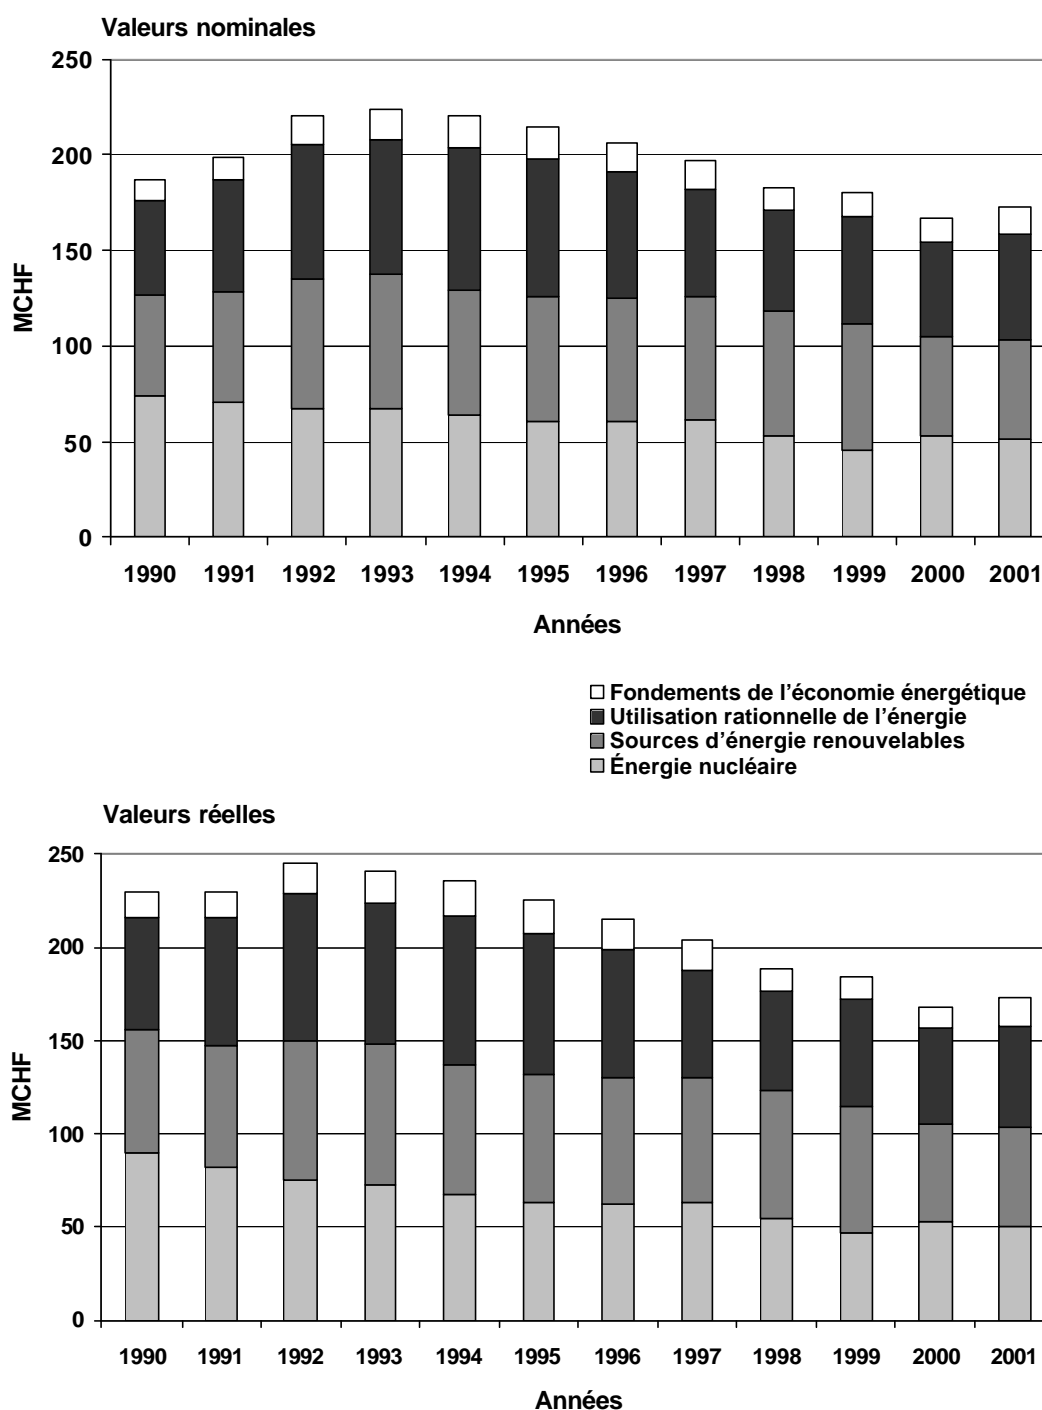 Valeurs nominales
250
200
150
100
50
0
MCHF
1990 1991 1992 1993 1994 1995 1996 1997 1998 1999 2000 2001
Années
Fondements de l’économie énergétique
Utilisation rationnelle de l’énergie
Sources d’énergie renouvelables
Énergie nucléaire
Valeurs réelles
250
200
150
100
50
0
MCHF
1990 1991 1992 1993 1994 1995 1996 1997 1998 1999 2000 2001
Années